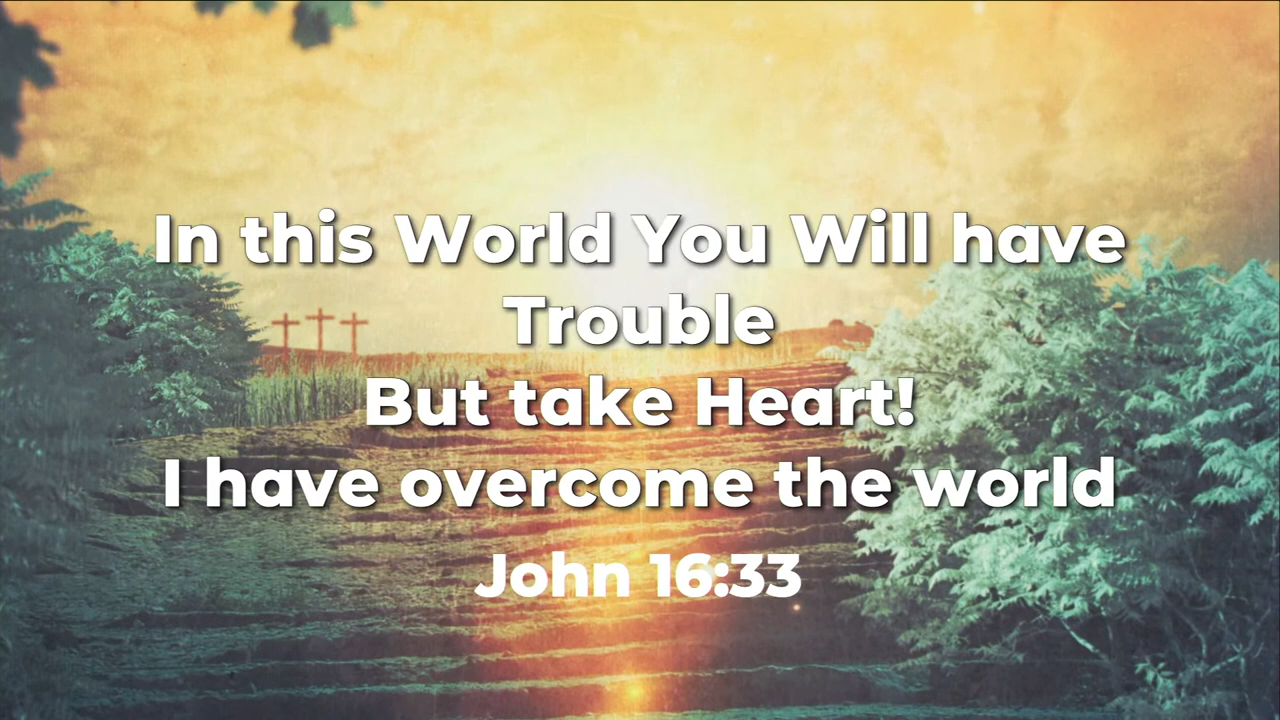 In this World You Will have
Trouble
But take Heart!
I have overcome the world
John 16:33